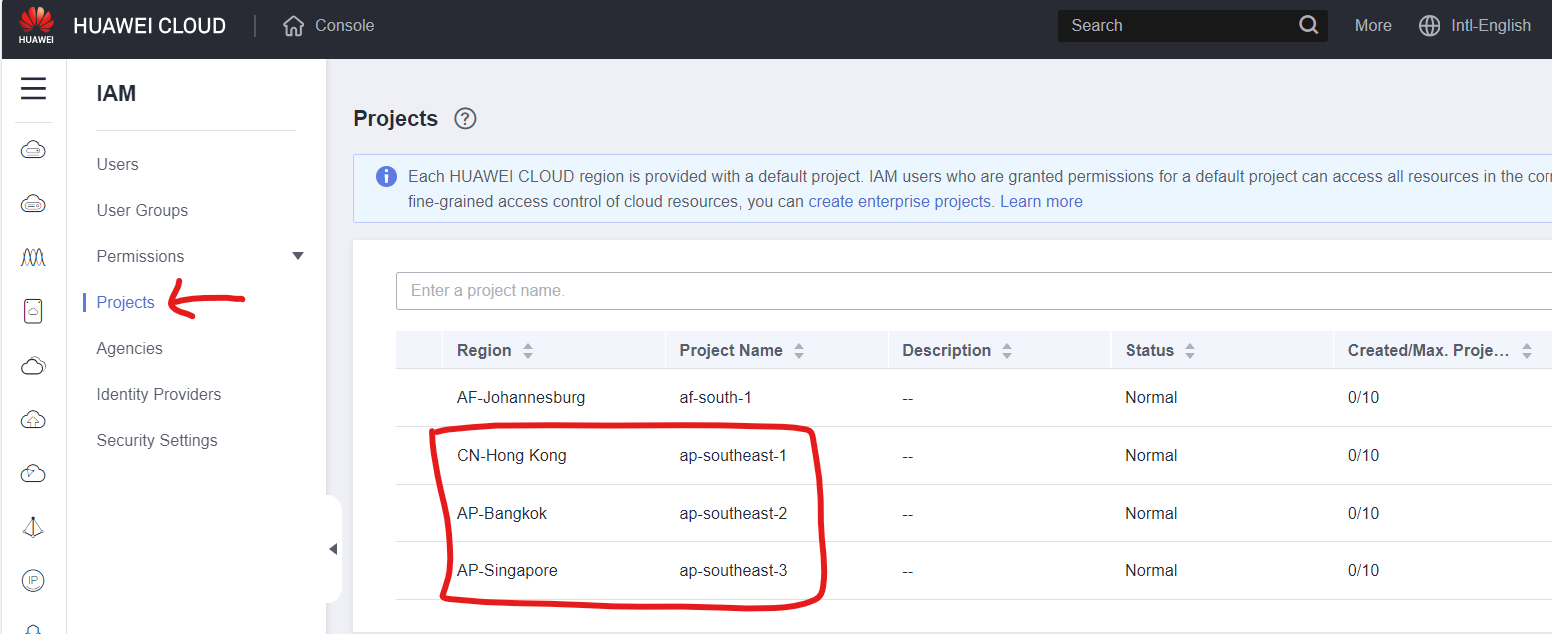 HUAWEI
HUAWEI CLOUD
Console
Search
More
Intl-English
IAM
Users
User Groups
Permissions
Projects
Agencies
Identity Providers
Security Settings
IP
Projects ?
Each HUAWEI CLOUD region is provided with a default project. IAM users who are granted permissions for a default project can access all resources in the
fine-grained access control of cloud resources, you can create enterprise projects. Learn more
Enter a project name.
Region Project Name Description Status Created/Max. Proje…
AF-Johannesburg af-south-1 -- Normal 0/10
CN-Hong Kong ap-southeast-1 -- Normal 0/10
AP-Bangkok ap-southeast-2 -- Normal 0/10
AP-Singapore ap-southeast-3 -- Normal 0/10